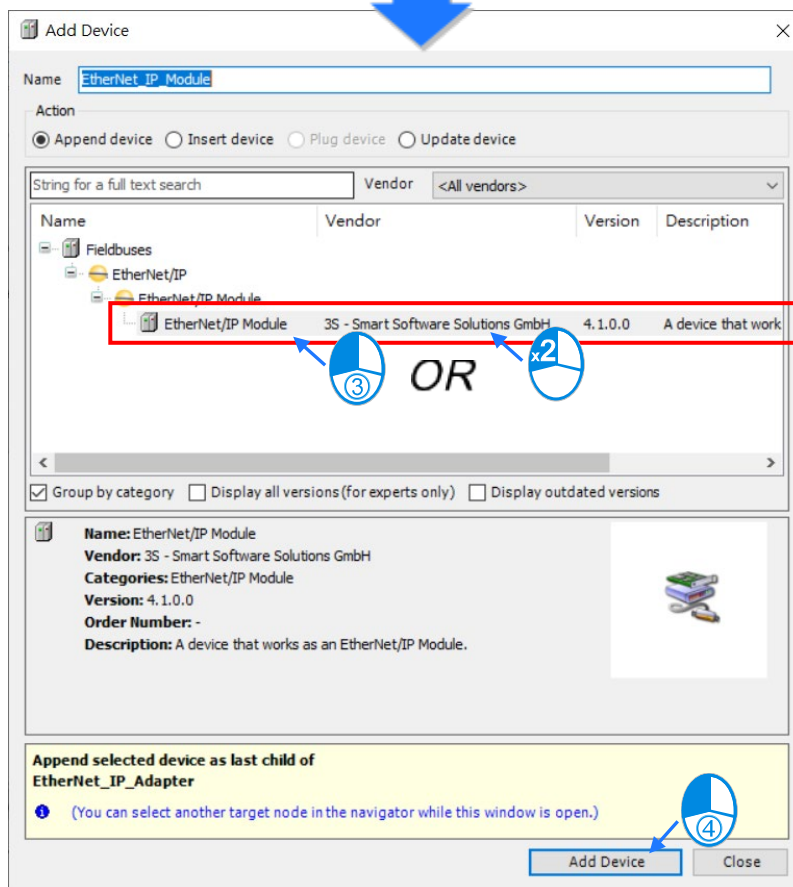 Add Device
Name EtherNet_IP_Module
Action
Append device Insert device Plug device Update device
String for a full text search Vendor <All vendors>
Name Vendor Version Description
Fieldbuses
EtherNet/IP
EtherNet/IP Module
EtherNet/IP Module 3S - Smart Software Solutions GmbH 4.1.0.0 A device that work
x2
③ OR
Group by category Display all versions (for experts only) Display outdated versions
Name: EtherNet/IP Module
Vendor: 3S - Smart Software Solutions GmbH
Categories: EtherNet/IP Module
Version: 4.1.0.0
Order Number: -
Description: A device that works as an EtherNet/IP Module.
Append selected device as last child of
EtherNet_IP_Adapter
(You can select another target node in the navigator while this window is open.)
④
Add Device Close